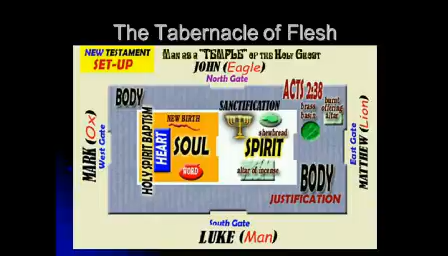 The Tabernacle of Flesh
NEW TESTAMENT
SET-UP
MAN AS A "TEMPLE" OF THE HOLY GHOST
JOHN (Eagle)
North Gate
ACTS 2:38
BODY
SANCTIFICATION
brass
basin
burnt
offering
altar
NEW BIRTH
shewbread
MARK (Ox)
West Gate
HOLY SPIRIT BAPTISM
HEART
SOUL
WORD
SPIRIT
altar of incense
BODY
JUSTIFICATION
East Gate
MATTHEW (Lion)
South Gate
LUKE (Man)